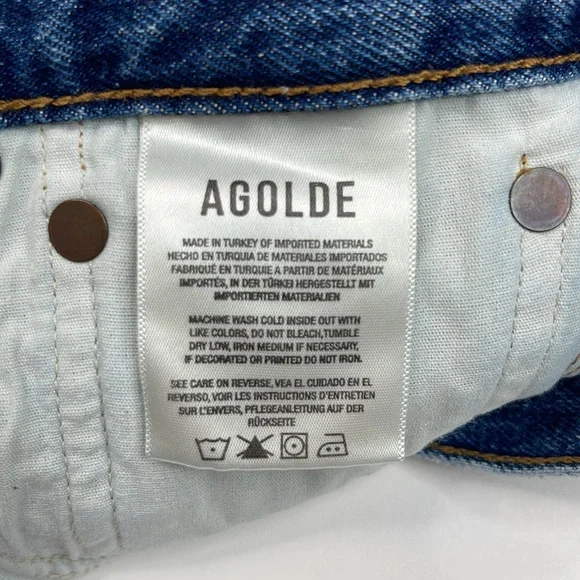 AGOLDE
MADE IN TURKEY OF IMPORTED MATERIALS
HECHO EN TURQUIA DE MATERIALES IMPORTADOS
FABRIQUÉ EN TURQUIE A PARTIR DE MATÉRIAUX
IMPORTÉS, IN DER TÜRKEI HERGESTELLT MIT
IMPORTIERTEN MATERIALIEN
MACHINE WASH COLD INSIDE OUT WITH
LIKE COLORS, DO NOT BLEACH,TUMBLE
DRY LOW, IRON MEDIUM IF NECESSARY,
IF DECORATED OR PRINTED DO NOT IRON.
SEE CARE ON REVERSE, VEA EL CUIDADO EN EL
REVERSO, VOIR LES INSTRUCTIONS D'ENTRETIEN
SUR L'ENVERS, PFLEGEANLEITUNG AUF DER
RÜCKSEITE